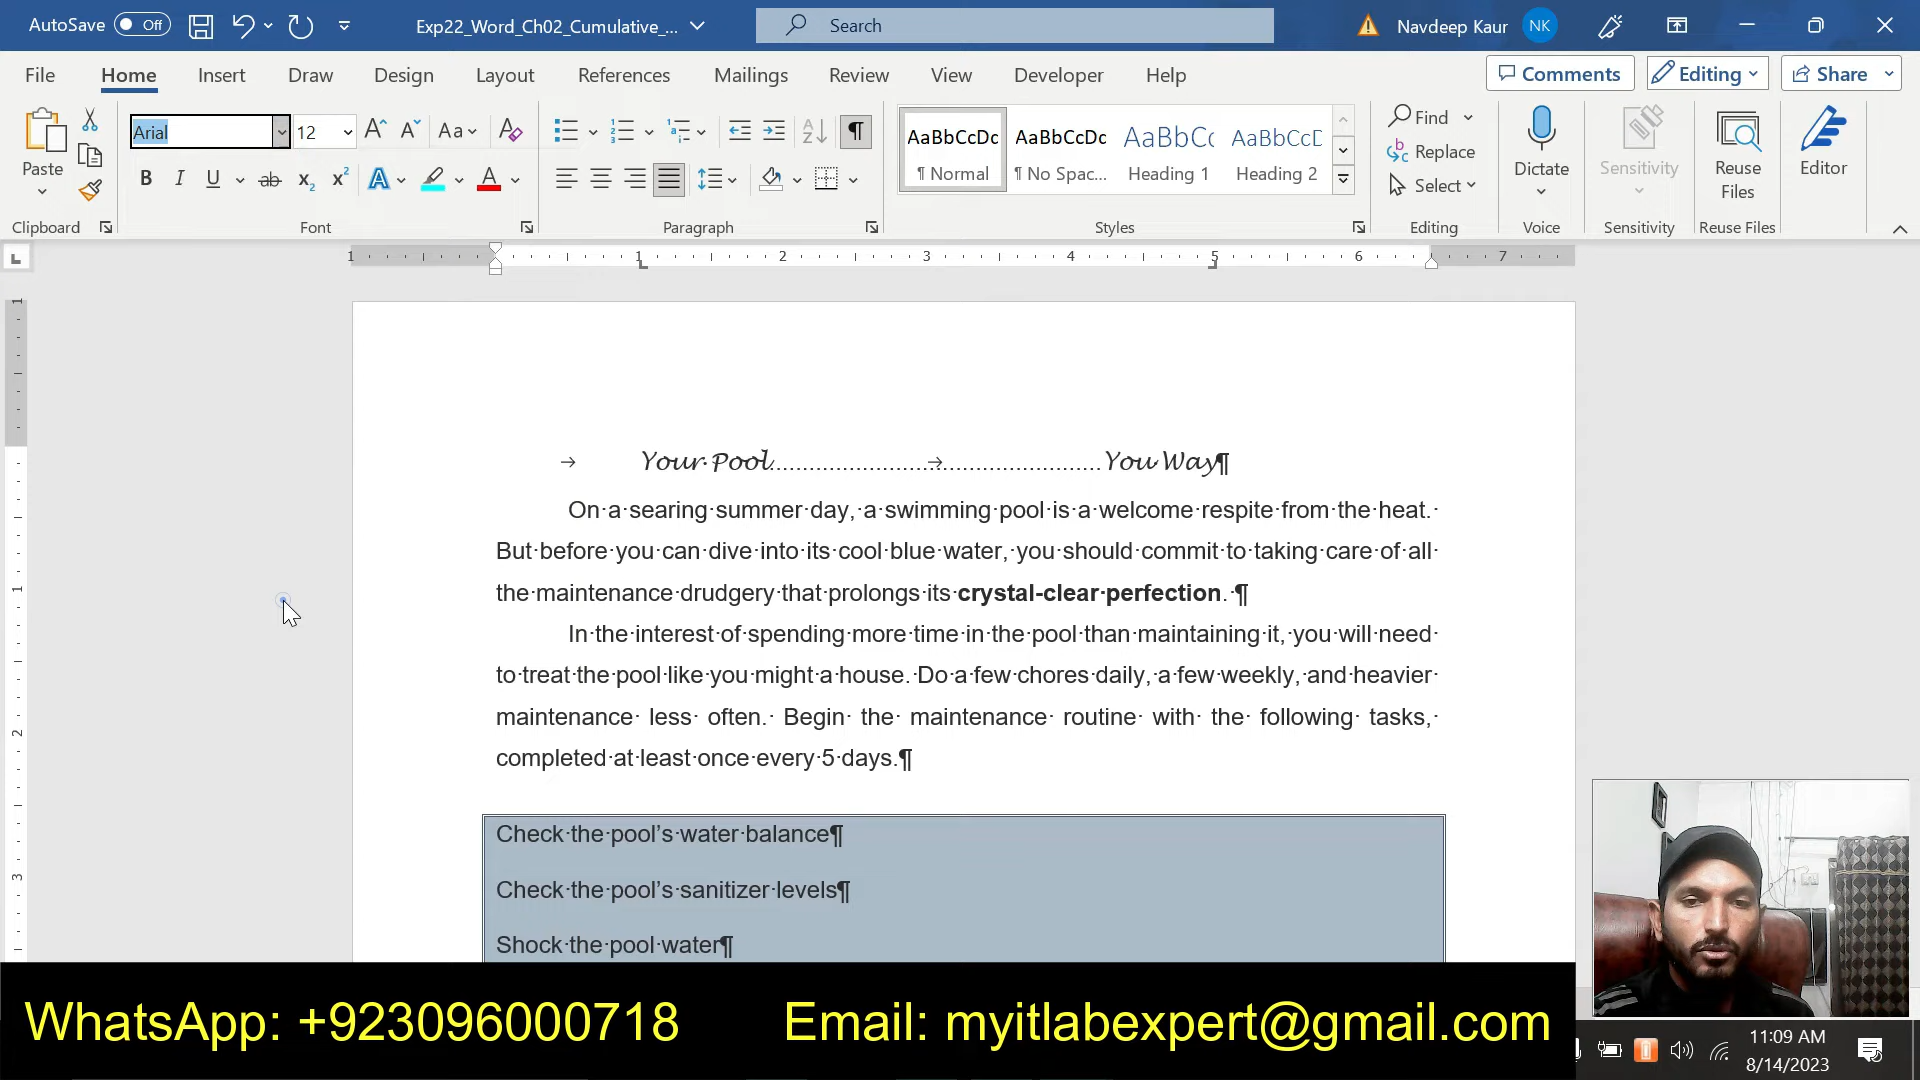 AutoSave Off Exp22_Word_Ch02_Cumulative_... Search Navdeep Kaur NK
File Home Insert Draw Design Layout References Mailings Review View Developer Help Comments Editing Share
Paste Arial 12 Aa AaBbCcDc AaBbCcDc AaBbCc AaBbCcD Find Replace Select Dictate Sensitivity Reuse Files Editor
¶ Normal ¶ No Spac... Heading 1 Heading 2
Clipboard Font Paragraph Styles Editing Voice Sensitivity Reuse Files
1 1 2 3 4 5 6 7
Your Pool......................................................You Way¶
On a searing summer day, a swimming pool is a welcome respite from the heat.
But before you can dive into its cool blue water, you should commit to taking care of all
the maintenance drudgery that prolongs its crystal-clear perfection. ¶
In the interest of spending more time in the pool than maintaining it, you will need
to treat the pool like you might a house. Do a few chores daily, a few weekly, and heavier
maintenance less often. Begin the maintenance routine with the following tasks,
completed at least once every 5 days.¶
Check the pool's water balance¶
Check the pool's sanitizer levels¶
Shock the pool water¶
WhatsApp: +923096000718 Email: myitlabexpert@gmail.com
11:09 AM
8/14/2023